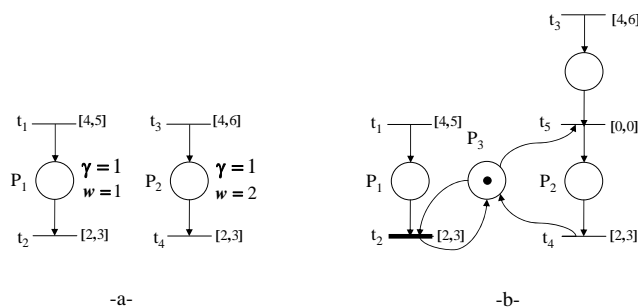 t3 [4,6]
t1 [4,5] t3 [4,6] t1 [4,5] t5 [0,0]
P3
P1 γ = 1 w = 1 P2 γ = 1 w = 2 P1 P2
t2 [2,3] t4 [2,3] t2 [2,3] t4 [2,3]
-a- -b-